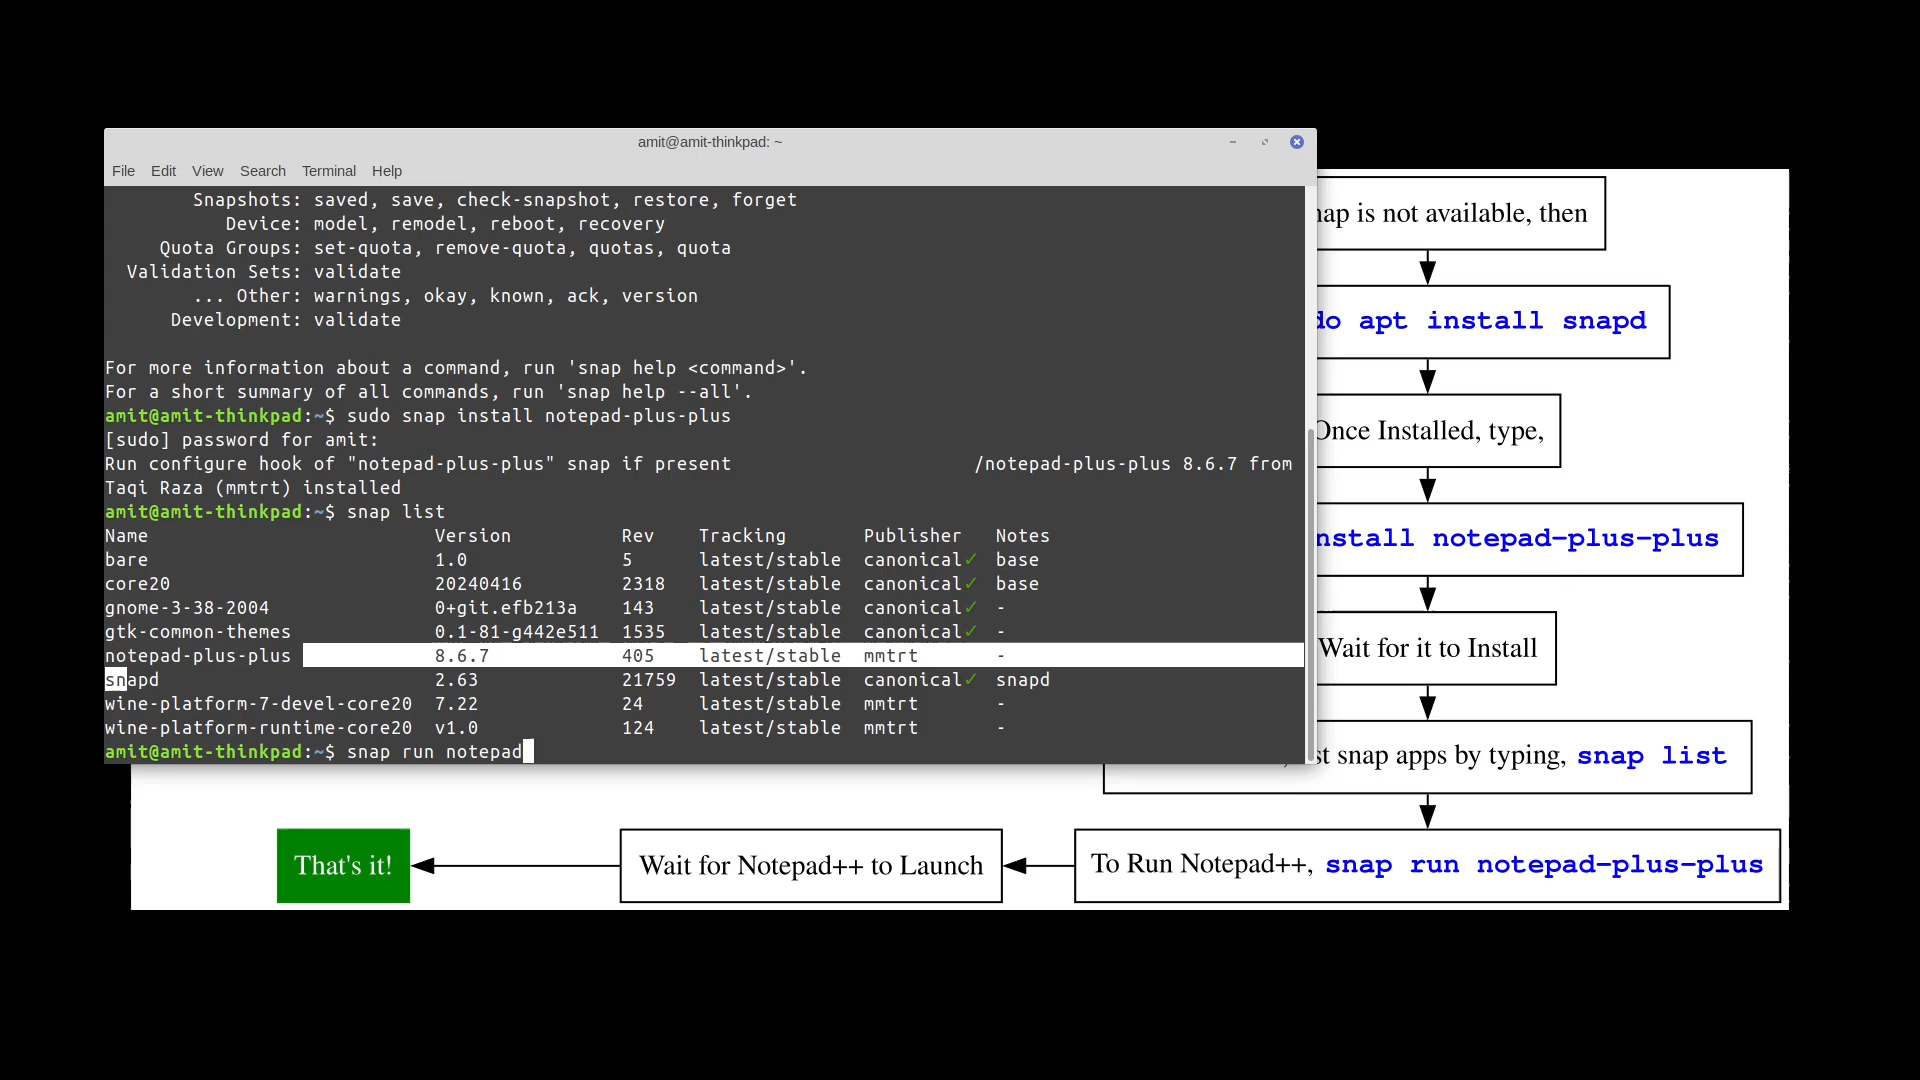 amit@amit-thinkpad: ~
File Edit View Search Terminal Help
Snapshots: saved, save, check-snapshot, restore, forget
Device: model, remodel, reboot, recovery
Quota Groups: set-quota, remove-quota, quotas, quota
Validation Sets: validate
... Other: warnings, okay, known, ack, version
Development: validate
For more information about a command, run 'snap help <command>'.
For a short summary of all commands, run 'snap help --all'.
amit@amit-thinkpad:~$ sudo snap install notepad-plus-plus
[sudo] password for amit:
Run configure hook of "notepad-plus-plus" snap if present /notepad-plus-plus 8.6.7 from
Taqi Raza (mmtrt) installed
amit@amit-thinkpad:~$ snap list
Name Version Rev Tracking Publisher Notes
bare 1.0 5 latest/stable canonical✓ base
core20 20240416 2318 latest/stable canonical✓ base
gnome-3-38-2004 0+git.efb213a 143 latest/stable canonical✓ -
gtk-common-themes 0.1-81-g442e511 1535 latest/stable canonical✓ -
notepad-plus-plus 8.6.7 405 latest/stable mmtrt -
snapd 2.63 21759 latest/stable canonical✓ snapd
wine-platform-7-devel-core20 7.22 24 latest/stable mmtrt -
wine-platform-runtime-core20 v1.0 124 latest/stable mmtrt -
amit@amit-thinkpad:~$ snap run notepad
is not available, then
apt install snapd
Once Installed, type,
notepad-plus-plus
Wait for it to Install
snap apps by typing, snap list
To Run Notepad++, snap run notepad-plus-plus
Wait for Notepad++ to Launch
That's it!